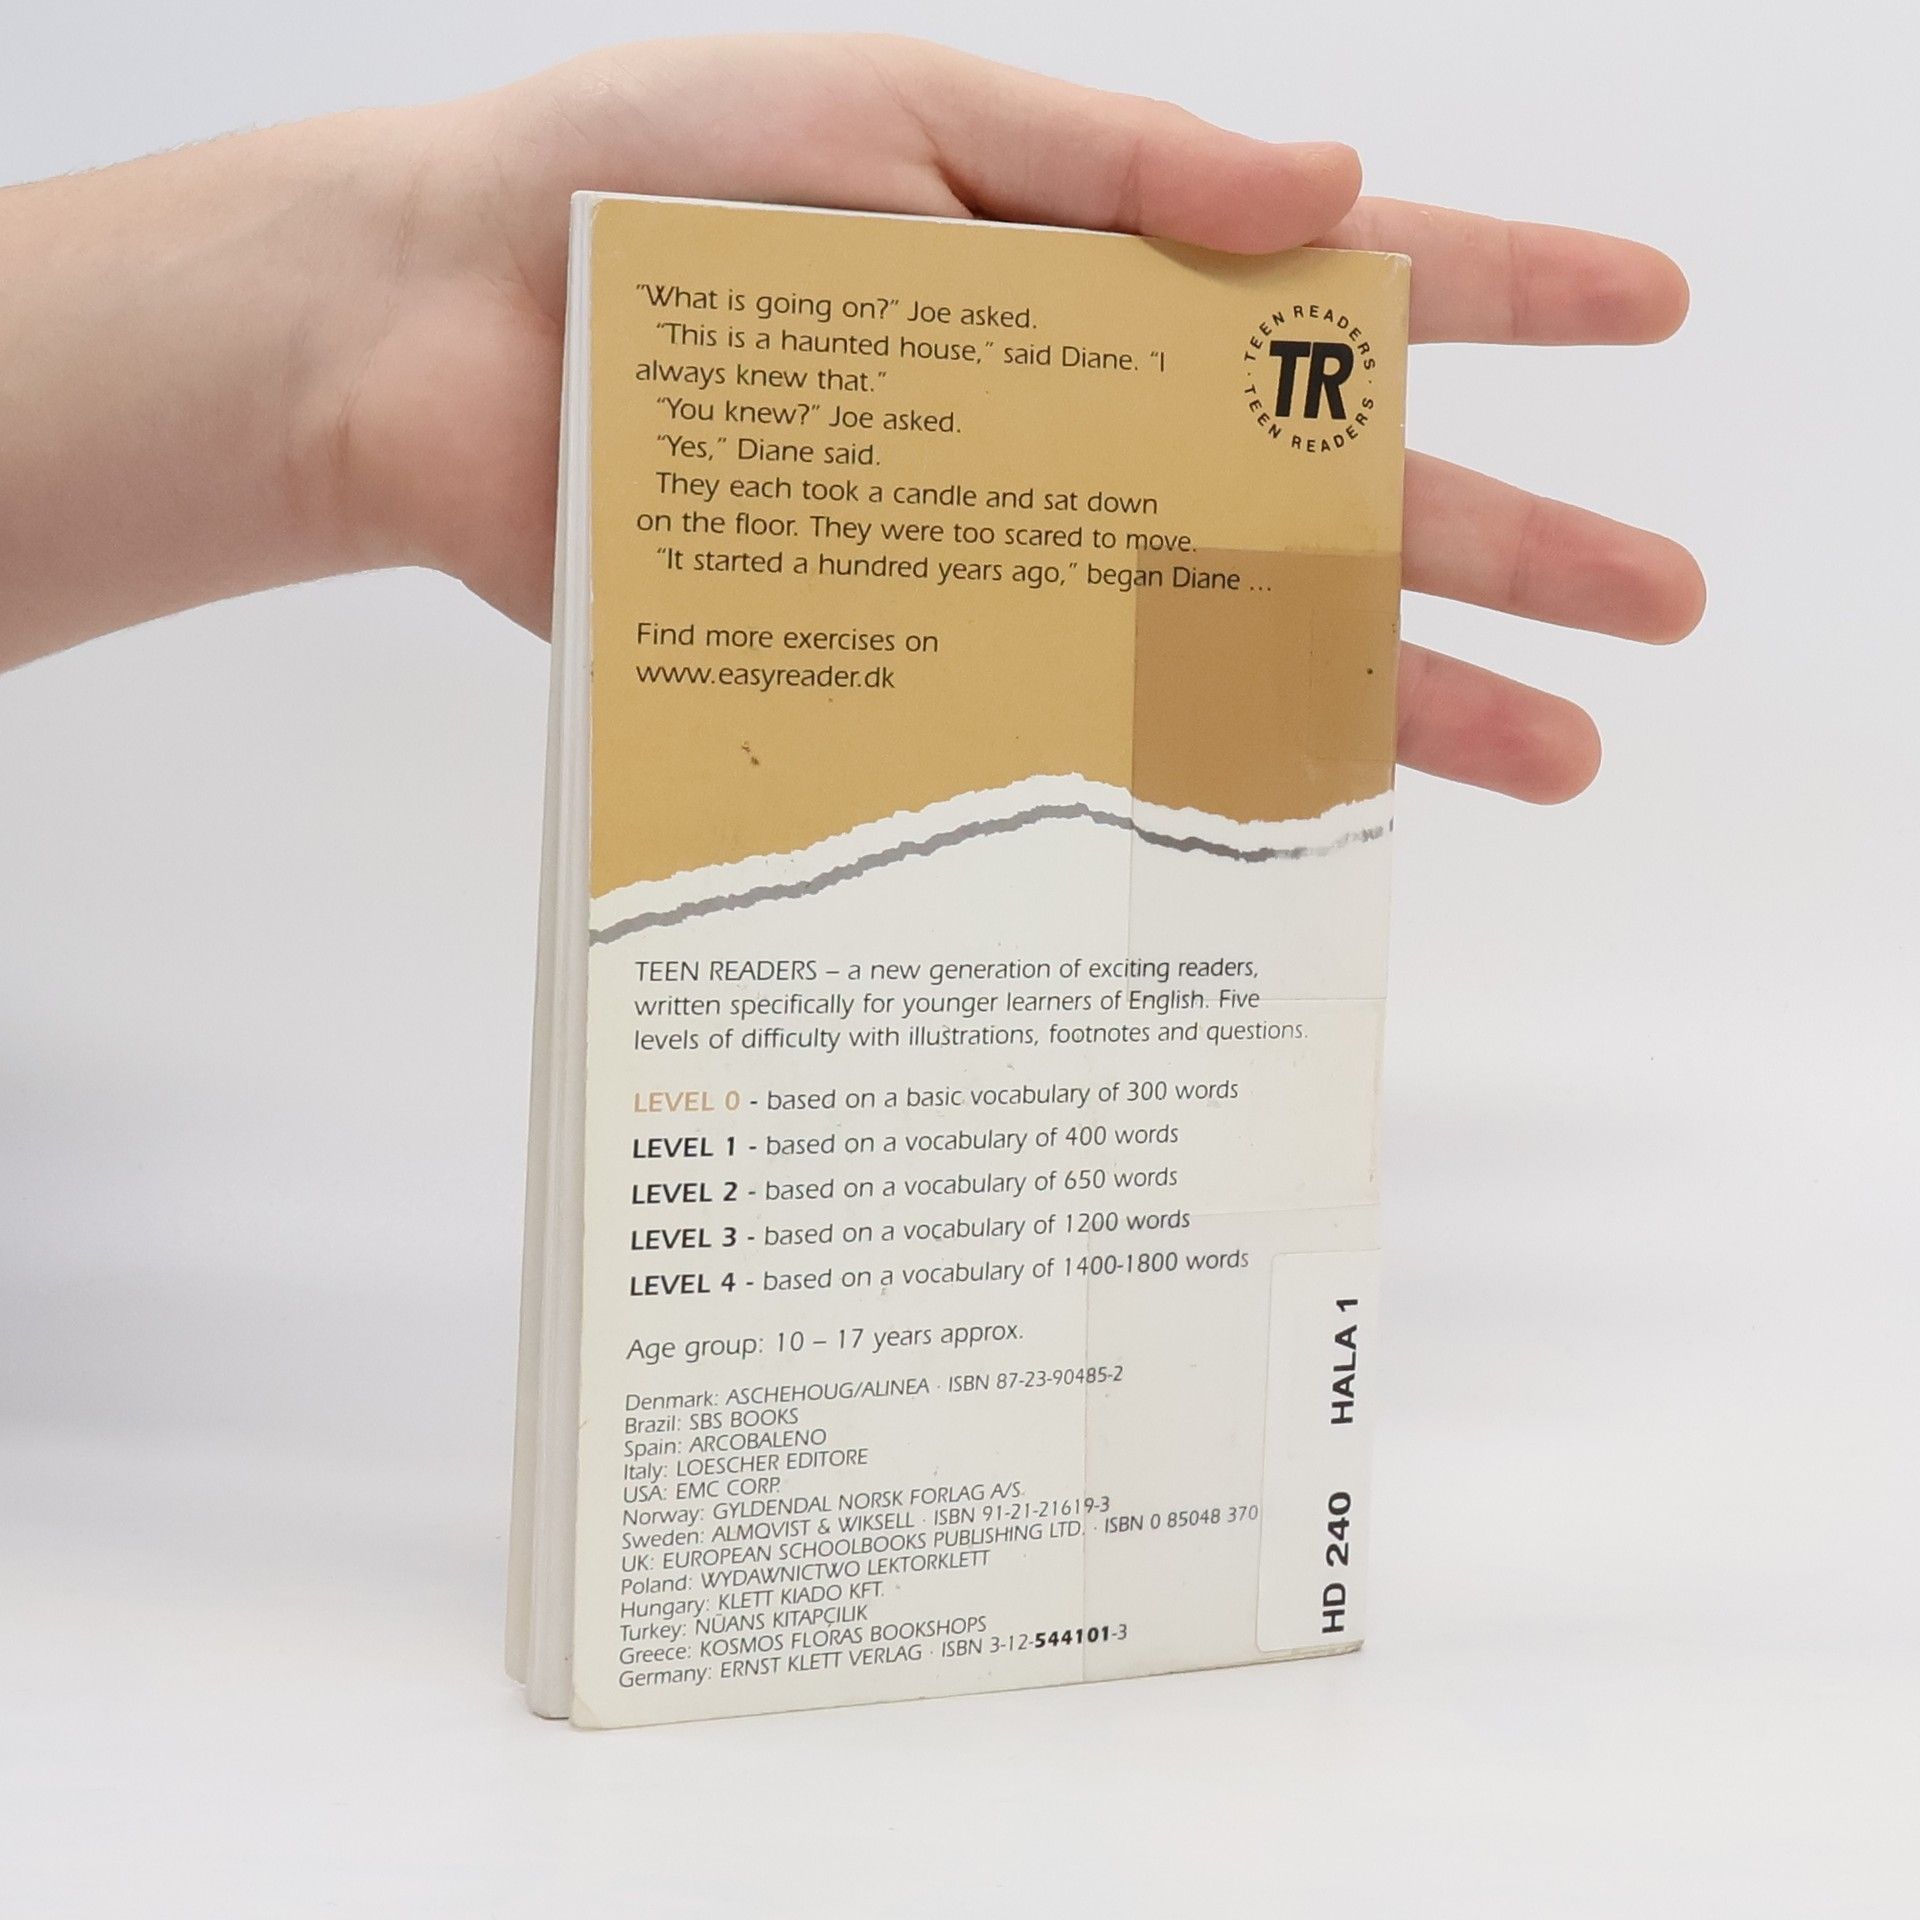 "What is going on?" Joe asked.
"This is a haunted house," said Diane. "I
always knew that."
"You knew?" Joe asked.
"Yes," Diane said.
They each took a candle and sat down
on the floor. They were too scared to move.
"It started a hundred years ago," began Diane ...
Find more exercises on
www.easyreader.dk
· TEEN READERS ·
TR
TEEN READERS
TEEN READERS – a new generation of exciting readers,
written specifically for younger learners of English. Five
levels of difficulty with illustrations, footnotes and questions.
LEVEL 0 - based on a basic vocabulary of 300 words
LEVEL 1 - based on a vocabulary of 400 words
LEVEL 2 - based on a vocabulary of 650 words
LEVEL 3 - based on a vocabulary of 1200 words
LEVEL 4 - based on a vocabulary of 1400-1800 words
Age group: 10 – 17 years approx.
Denmark: ASCHEHOUG/ALINEA · ISBN 87-23-90485-2
Brazil: SBS BOOKS
Spain: ARCOBALENO
Italy: LOESCHER EDITORE
USA: EMC CORP.
Norway: GYLDENDAL NORSK FORLAG A/S.
Sweden: ALMQVIST & WIKSELL · ISBN 91-21-21619-3
UK: EUROPEAN SCHOOLBOOKS PUBLISHING LTD. · ISBN 0 85048 370
Poland: WYDAWNICTWO LEKTORKLETT
Hungary: KLETT KIADO KFT.
Turkey: NÜANS KITAPÇILIK
Greece: KOSMOS FLORAS BOOKSHOPS
Germany: ERNST KLETT VERLAG · ISBN 3-12-544101-3
HD 240 HALA 1